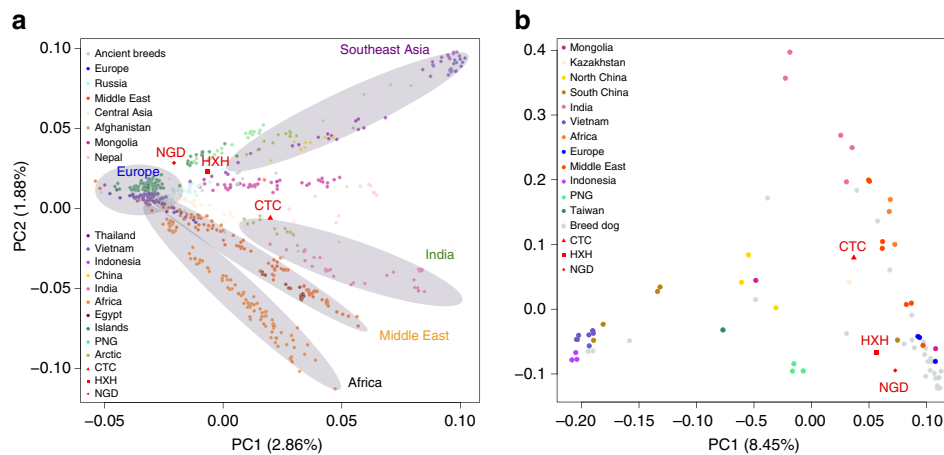 a
PC2 (1.88%)
0.10
0.05
0.00
−0.05
−0.10
Ancient breeds
Europe
Russia
Middle East
Central Asia
Afghanistan
Mongolia
Nepal
Thailand
Vietnam
Indonesia
China
India
Africa
Egypt
Islands
PNG
Arctic
CTC
HXH
NGD
Southeast Asia
NGD
HXH
Europe
CTC
India
Middle East
Africa
−0.05
0.00
0.05
0.10
PC1 (2.86%)
b
0.4
0.3
0.2
0.1
0.0
−0.1
Mongolia
Kazakhstan
North China
South China
India
Vietnam
Africa
Europe
Middle East
Indonesia
PNG
Taiwan
Breed dog
CTC
HXH
NGD
CTC
HXH
NGD
−0.20
−0.15
−0.10
−0.05
0.00
0.05
0.10
PC1 (8.45%)